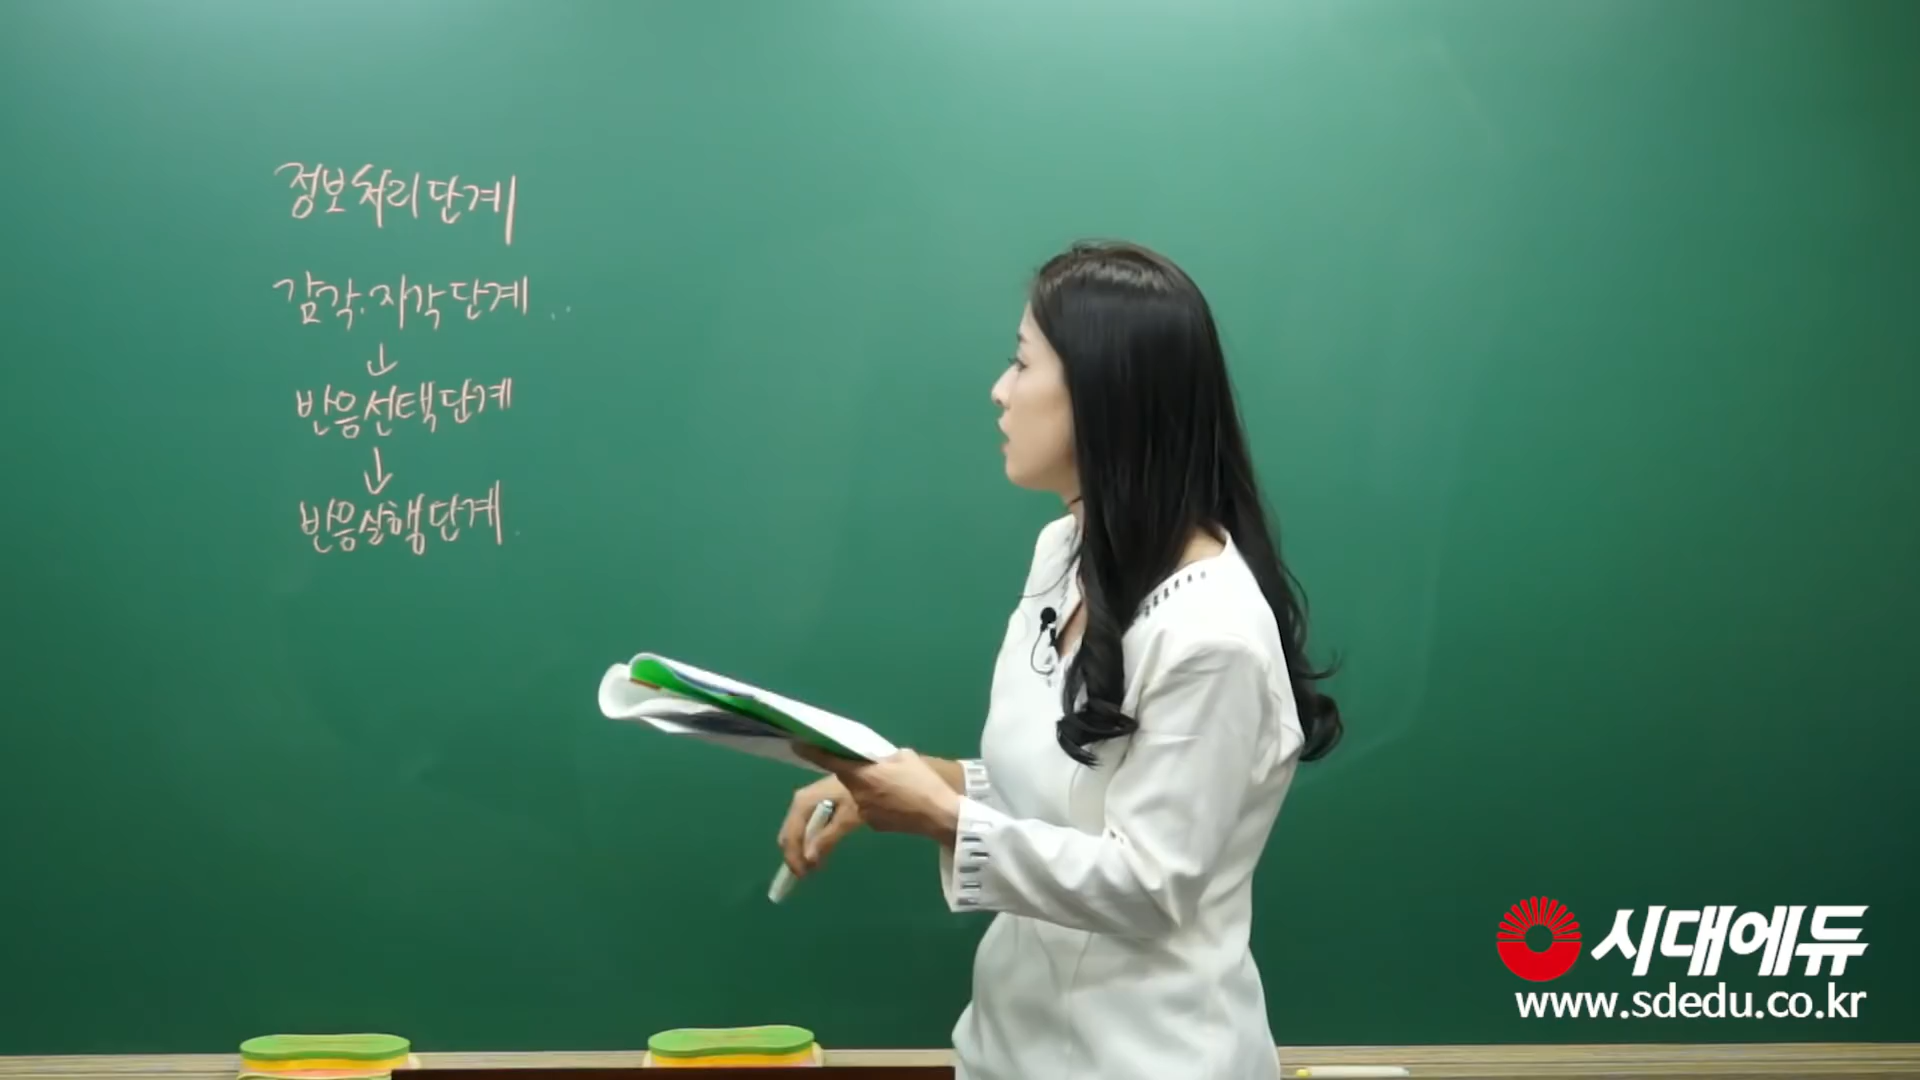 정보처리단계
감각.지각단계
↓
반응선택단계
↓
반응실행단계
시대에듀
www.sdedu.co.kr